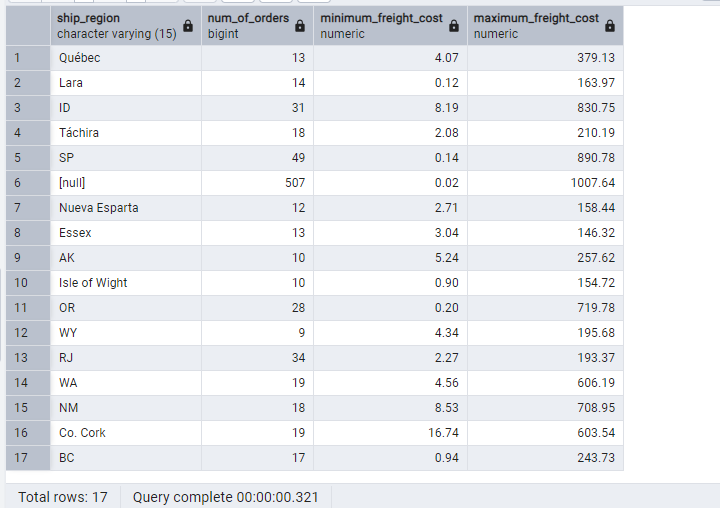 ship_region num_of_orders minimum_freight_cost maximum_freight_cost
character varying (15) bigint numeric numeric
1 Québec 13 4.07 379.13
2 Lara 14 0.12 163.97
3 ID 31 8.19 830.75
4 Táchira 18 2.08 210.19
5 SP 49 0.14 890.78
6 [null] 507 0.02 1007.64
7 Nueva Esparta 12 2.71 158.44
8 Essex 13 3.04 146.32
9 AK 10 5.24 257.62
10 Isle of Wight 10 0.90 154.72
11 OR 28 0.20 719.78
12 WY 9 4.34 195.68
13 RJ 34 2.27 193.37
14 WA 19 4.56 606.19
15 NM 18 8.53 708.95
16 Co. Cork 19 16.74 603.54
17 BC 17 0.94 243.73
Total rows: 17 Query complete 00:00:00.321